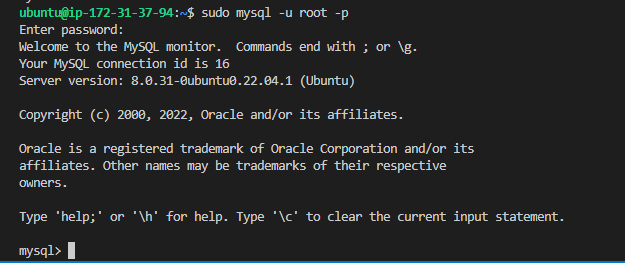 ubuntu@ip-172-31-37-94:~$ sudo mysql -u root -p
Enter password:
Welcome to the MySQL monitor.  Commands end with ; or \g.
Your MySQL connection id is 16
Server version: 8.0.31-0ubuntu0.22.04.1 (Ubuntu)
Copyright (c) 2000, 2022, Oracle and/or its affiliates.
Oracle is a registered trademark of Oracle Corporation and/or its
affiliates. Other names may be trademarks of their respective
owners.
Type 'help;' or '\h' for help. Type '\c' to clear the current input statement.
mysql>